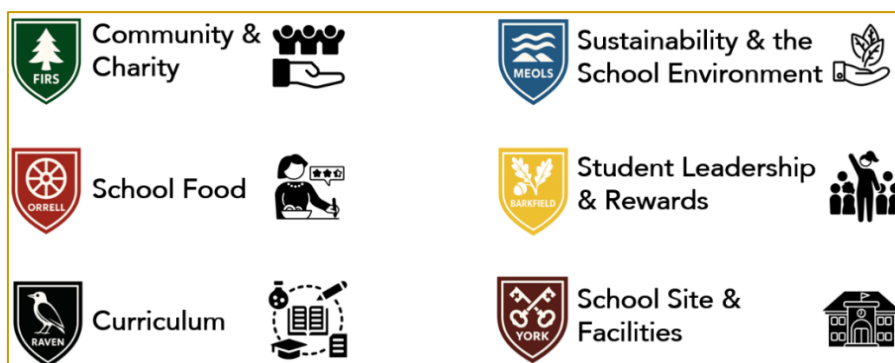 FIRS
Community &
Charity
MEOLS
Sustainability & the
School Environment
ORRELL
School Food
BARKFIELD
Student Leadership
& Rewards
RAVEN
Curriculum
YORK
School Site &
Facilities